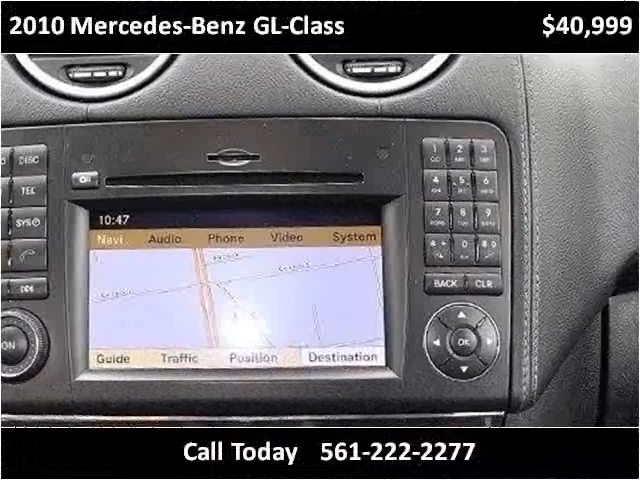 2010 Mercedes-Benz GL-Class $40,999
DISC
TEL
SYS
ON
10:47
Navi Audio Phone Video System
Guide Traffic Position Destination
2 3
4 5 6
7 8 9
0
BACK CLR
OK
Call Today 561-222-2277